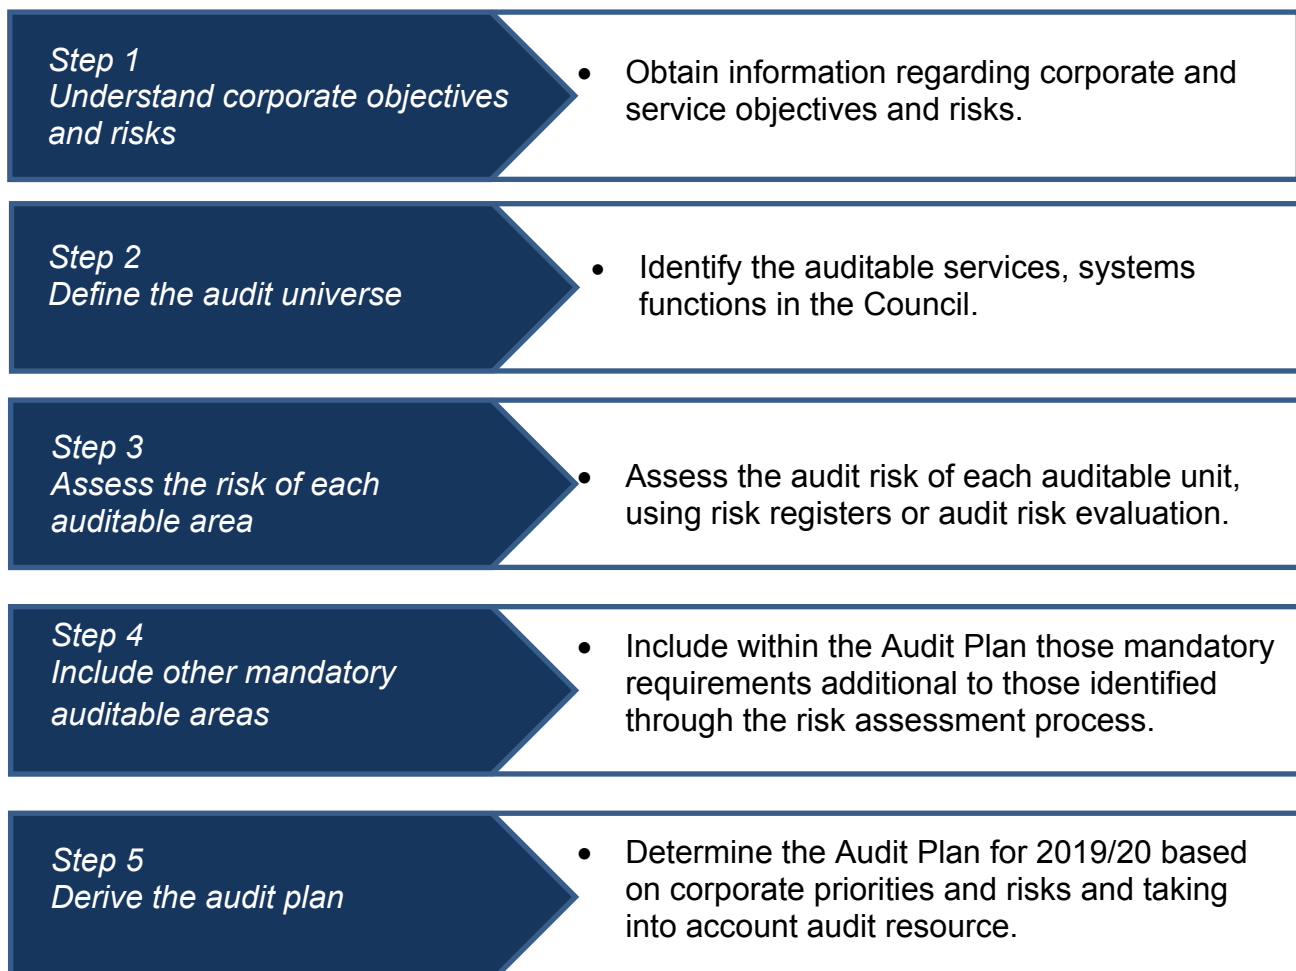 Step 1
Understand corporate objectives
and risks
• Obtain information regarding corporate and
service objectives and risks.
Step 2
Define the audit universe
• Identify the auditable services, systems
functions in the Council.
Step 3
Assess the risk of each
auditable area
• Assess the audit risk of each auditable unit,
using risk registers or audit risk evaluation.
Step 4
Include other mandatory
auditable areas
• Include within the Audit Plan those mandatory
requirements additional to those identified
through the risk assessment process.
Step 5
Derive the audit plan
• Determine the Audit Plan for 2019/20 based
on corporate priorities and risks and taking
into account audit resource.